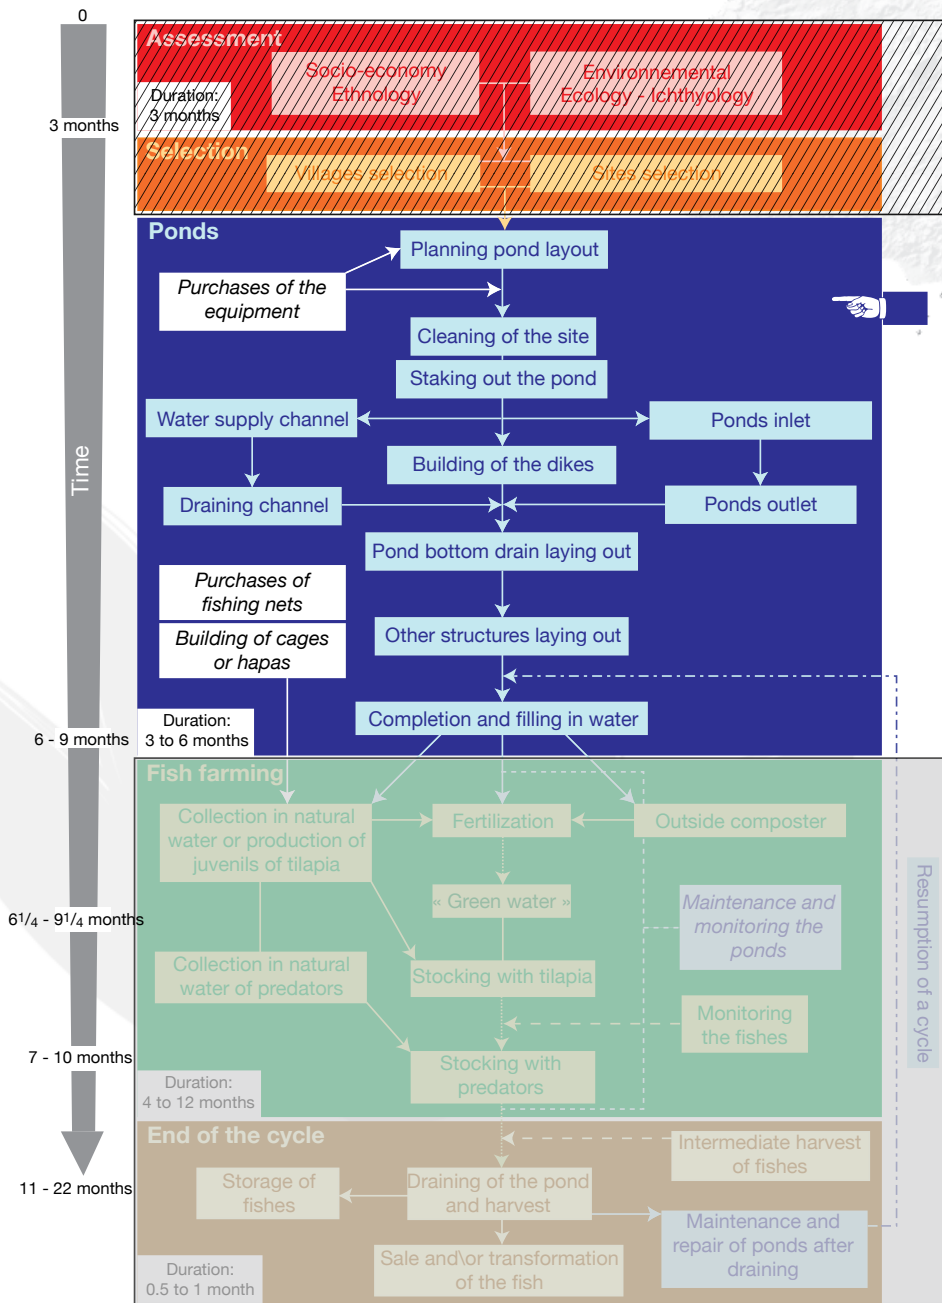 0
Assessment
Socio-economy
Ethnology
Environnemental
Ecology - Ichthyology
Duration:
3 months
3 months
Selection
Villages selection
Sites selection
Ponds
Planning pond layout
Purchases of the
equipment
Cleaning of the site
Staking out the pond
Water supply channel
Ponds inlet
Building of the dikes
Draining channel
Ponds outlet
Pond bottom drain laying out
Purchases of
fishing nets
Building of cages
or hapas
Other structures laying out
Completion and filling in water
Duration:
3 to 6 months
Time
6 - 9 months
Fish farming
Collection in natural
water or production of
juvenils of tilapia
Fertilization
Outside composter
« Green water »
Maintenance and
monitoring the
ponds
6 1/4 - 9 1/4 months
Collection in natural
water of predators
Stocking with tilapia
Monitoring
the fishes
7 - 10 months
Stocking with
predators
Duration:
4 to 12 months
Resumption of a cycle
End of the cycle
Intermediate harvest
of fishes
11 - 22 months
Storage of
fishes
Draining of the pond
and harvest
Maintenance and
repair of ponds after
draining
Sale and\or transformation
of the fish
Duration:
0.5 to 1 month